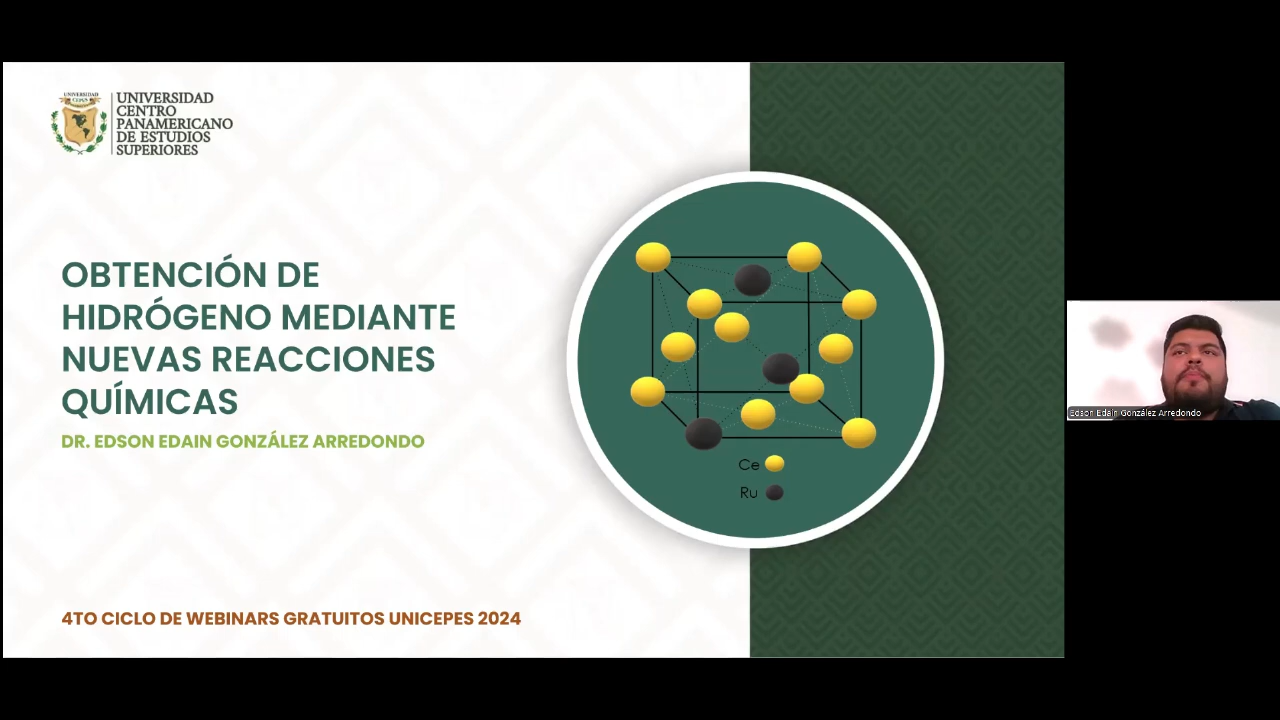 UNIVERSIDAD
CENTRO
PANAMERICANO
DE ESTUDIOS
SUPERIORES
OBTENCIÓN DE
HIDRÓGENO MEDIANTE
NUEVAS REACCIONES
QUÍMICAS
DR. EDSON EDAIN GONZÁLEZ ARREDONDO
Ce
Ru
4TO CICLO DE WEBINARS GRATUITOS UNICEPES 2024
Edson Edain González Arredondo